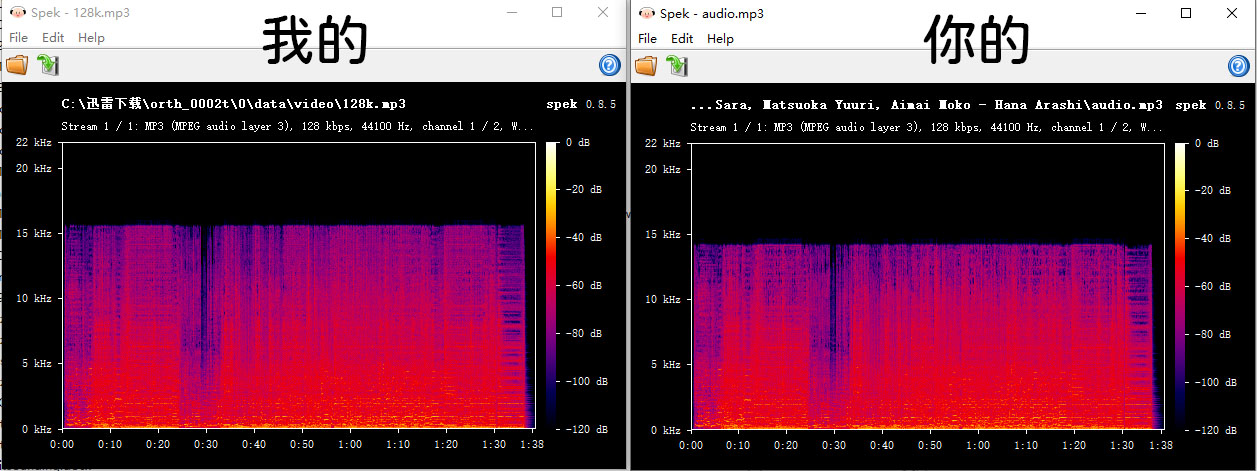 Spek - 128k.mp3
File Edit Help
我的
C:\迅雷下载\orth_0002t\0\data\video\128k.mp3
spek 0.8.5
Stream 1 / 1: MP3 (MPEG audio layer 3), 128 kbps, 44100 Hz, channel 1 / 2, W...
22 kHz
20 kHz
15 kHz
10 kHz
5 kHz
0 kHz
0:00 0:10 0:20 0:30 0:40 0:50 1:00 1:10 1:20 1:30 1:38
0 dB
-20 dB
-40 dB
-60 dB
-80 dB
-100 dB
-120 dB
Spek - audio.mp3
File Edit Help
你的
...Sara, Matsuoka Yuuri, Aimai Moko - Hana Arashi\audio.mp3
spek 0.8.5
Stream 1 / 1: MP3 (MPEG audio layer 3), 128 kbps, 44100 Hz, channel 1 / 2, W...
22 kHz
20 kHz
15 kHz
10 kHz
5 kHz
0 kHz
0:00 0:10 0:20 0:30 0:40 0:50 1:00 1:10 1:20 1:30 1:38
0 dB
-20 dB
-40 dB
-60 dB
-80 dB
-100 dB
-120 dB